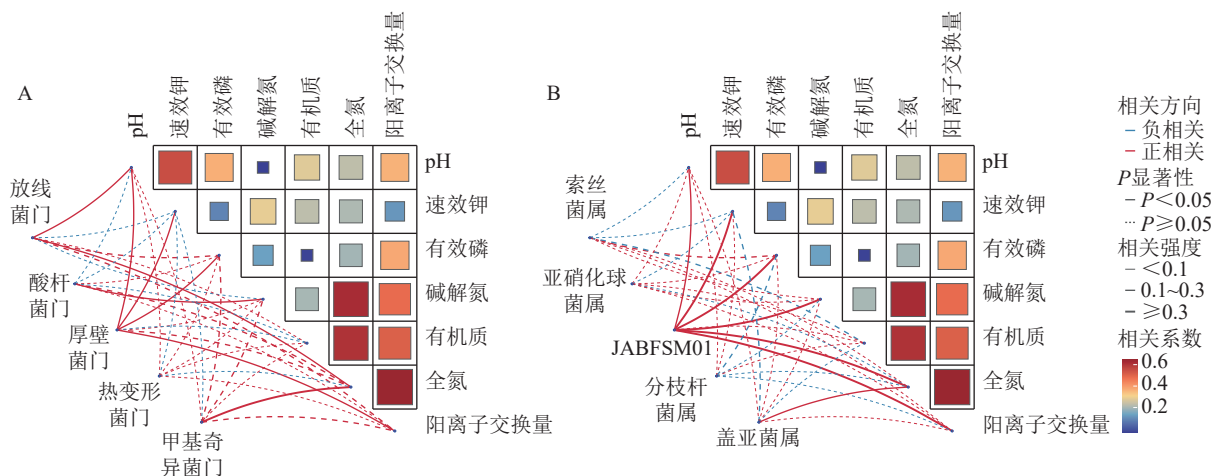 A
pH
速效钾
有效磷
碱解氮
有机质
全氮
阳离子交换量
pH
速效钾
有效磷
碱解氮
有机质
全氮
阳离子交换量
放线
菌门
酸杆
菌门
厚壁
菌门
热变形
菌门
甲基奇
异菌门
B
pH
速效钾
有效磷
碱解氮
有机质
全氮
阳离子交换量
pH
速效钾
有效磷
碱解氮
有机质
全氮
阳离子交换量
索丝
菌属
亚硝化球
菌属
JABFSM01
分枝杆
菌属
盖亚菌属
相关方向
负相关
正相关
P显著性
P＜0.05
P≥0.05
相关强度
＜0.1
0.1~0.3
≥0.3
相关系数
0.6
0.4
0.2